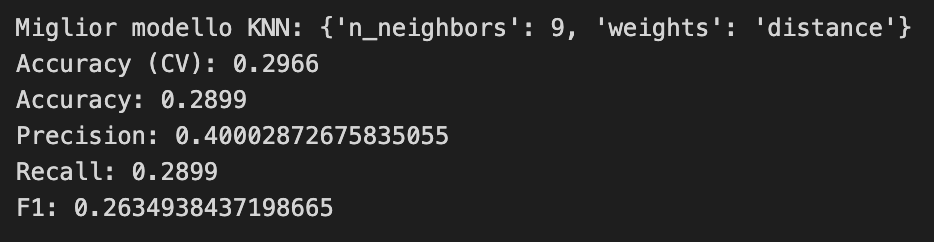 Miglior modello KNN: {'n_neighbors': 9, 'weights': 'distance'}
Accuracy (CV): 0.2966
Accuracy: 0.2899
Precision: 0.40002872675835055
Recall: 0.2899
F1: 0.2634938437198665